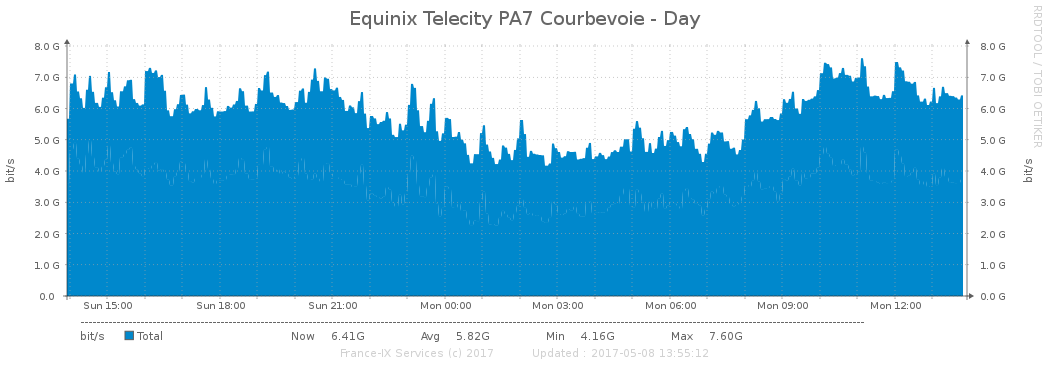 Equinix Telecity PA7 Courbevoie - Day
RRDTOOL / TOBI OETIKER
8.0 G 8.0 G
7.0 G 7.0 G
6.0 G 6.0 G
5.0 G 5.0 G
4.0 G 4.0 G
3.0 G 3.0 G
2.0 G 2.0 G
1.0 G 1.0 G
0.0 0.0 G
bit/s
bit/s
Sun 15:00 Sun 18:00 Sun 21:00 Mon 00:00 Mon 03:00 Mon 06:00 Mon 09:00 Mon 12:00
bit/s Total Now 6.41G Avg 5.82G Min 4.16G Max 7.60G
France-IX Services (c) 2017 Updated : 2017-05-08 13:55:12